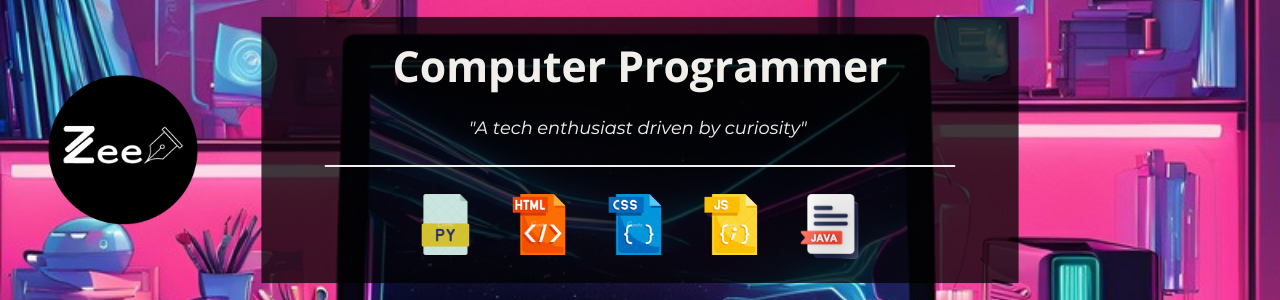 Computer Programmer
"A tech enthusiast driven by curiosity"
Zee
PY
HTML
</>
CSS
{ }
JS
{;}
JAVA